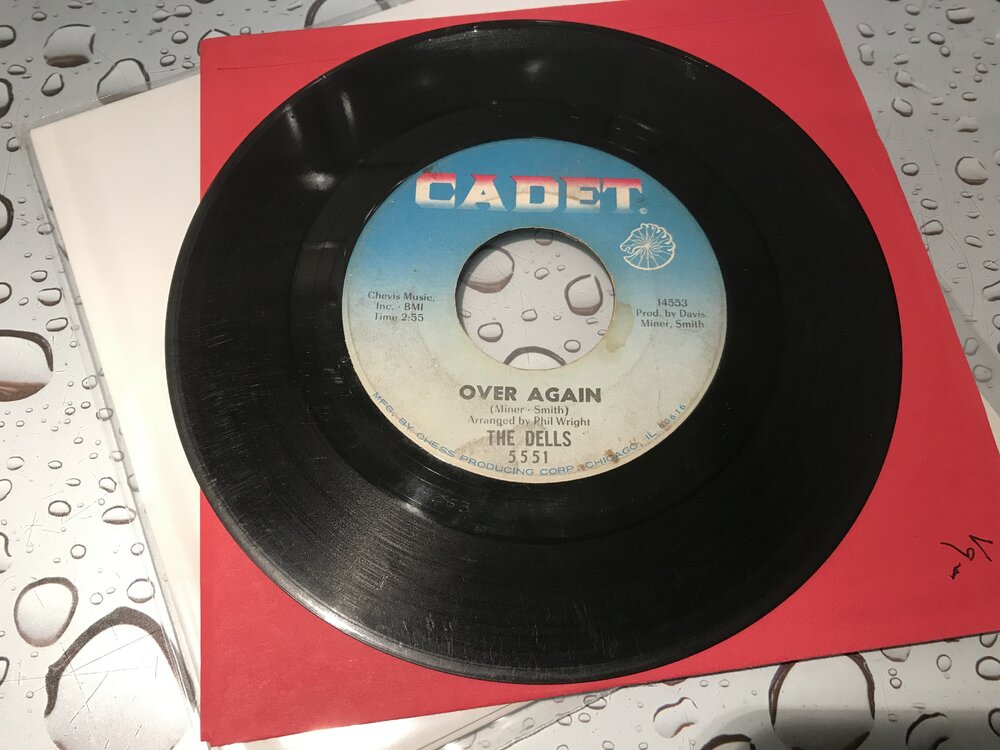 CADET
Chevis Music,
Inc. · BMI
Time 2:55
14553
Prod. by Davis,
Miner, Smith
OVER AGAIN
(Miner - Smith)
Arranged by Phil Wright
THE DELLS
5551
MFG. BY CHESS PRODUCING CORP., CHICAGO, IL 60616